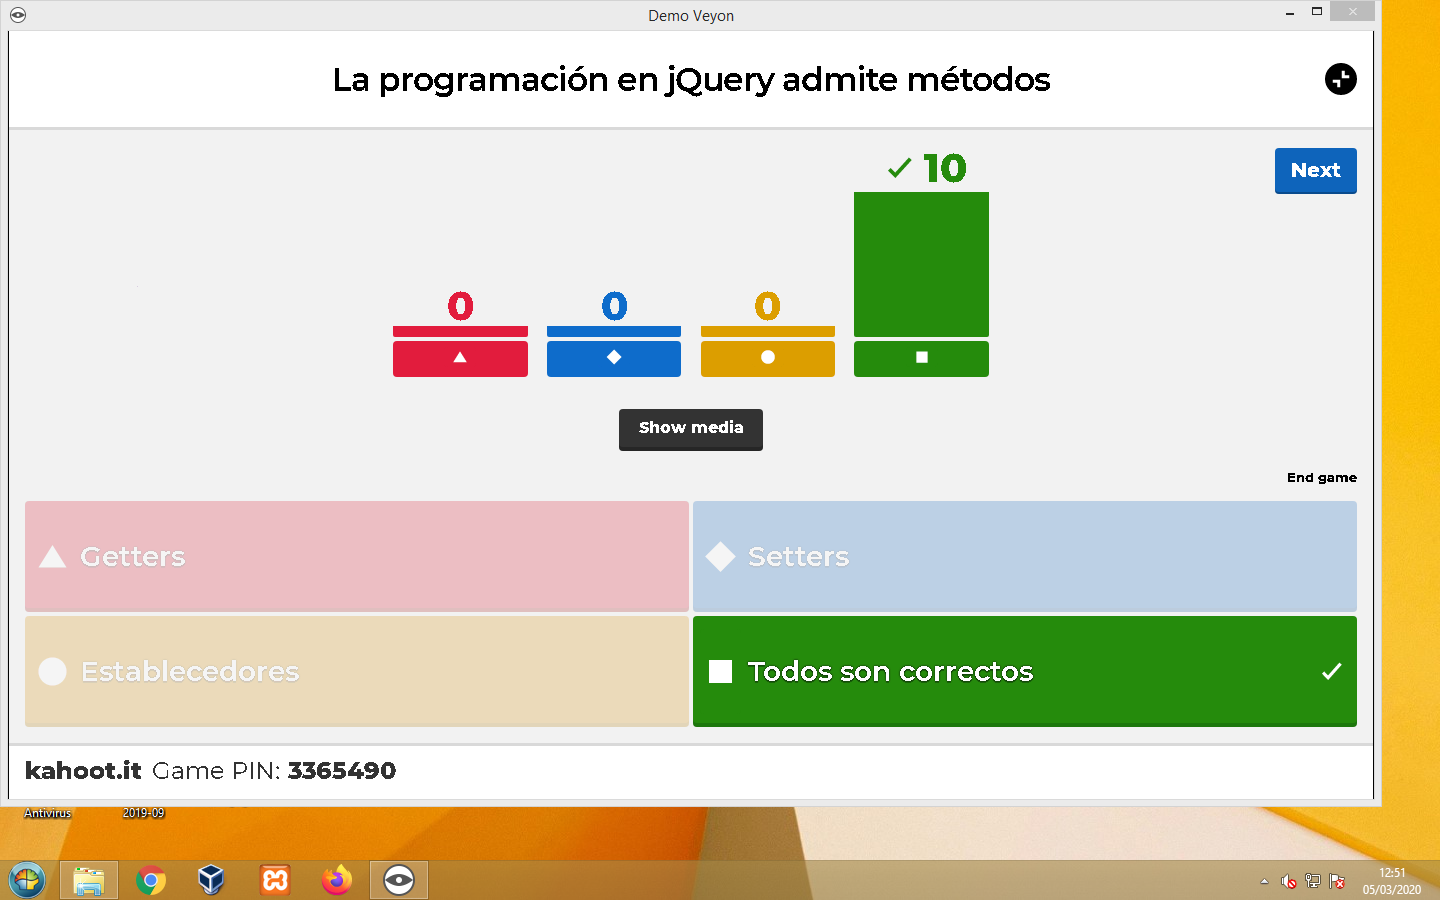 Demo Veyon
La programación en jQuery admite métodos
10
Next
0
0
0
Show media
End game
Getters
Setters
Establecedores
Todos son correctos
kahoot.it Game PIN: 3365490
Antivirus
2019-09
12:51
05/03/2020